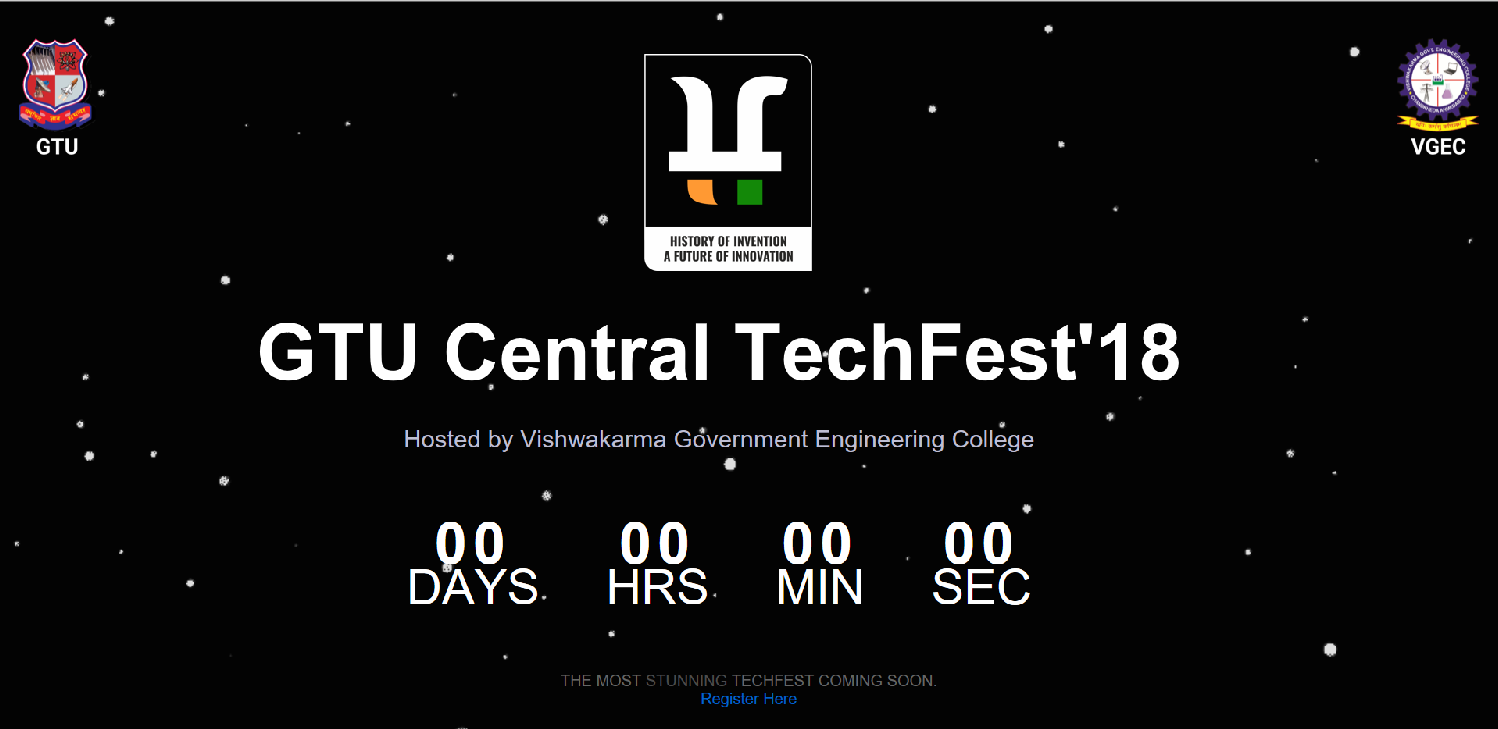 GTU
VGEC
HISTORY OF INVENTION
A FUTURE OF INNOVATION
GTU Central TechFest'18
Hosted by Vishwakarma Government Engineering College
00 00 00 00
DAYS HRS MIN SEC
THE MOST STUNNING TECHFEST COMING SOON.
Register Here